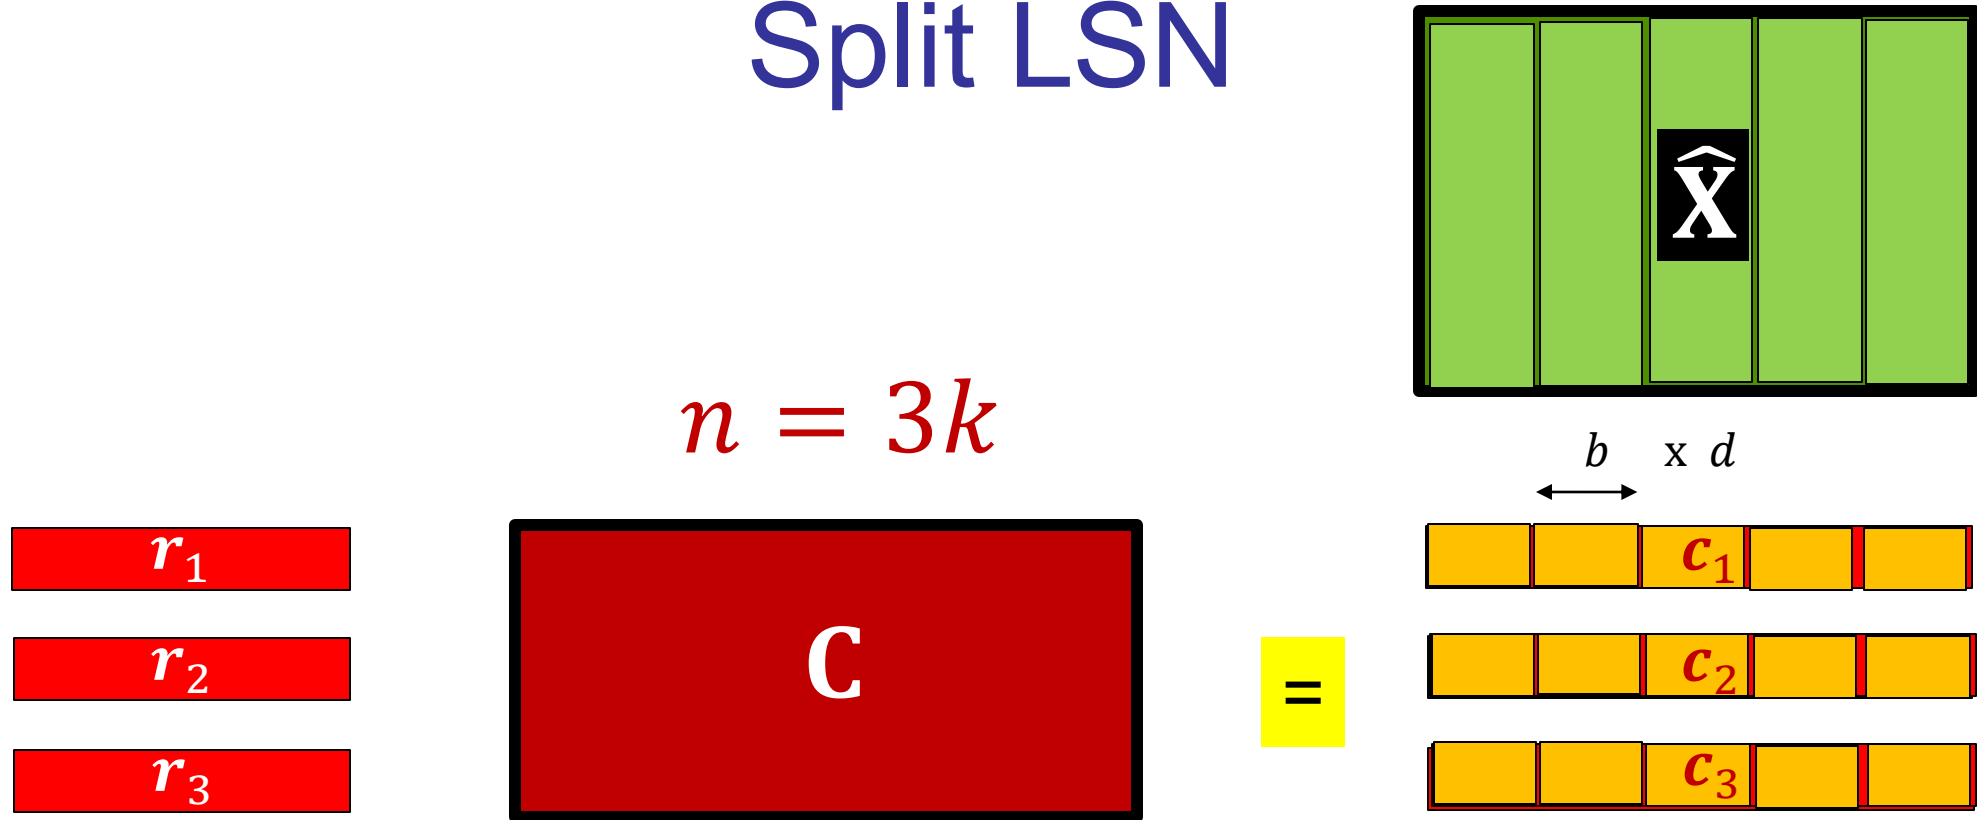 Split LSN
X̂
n = 3k
b x d
r₁ c₁
r₂ C = c₂
r₃ c₃